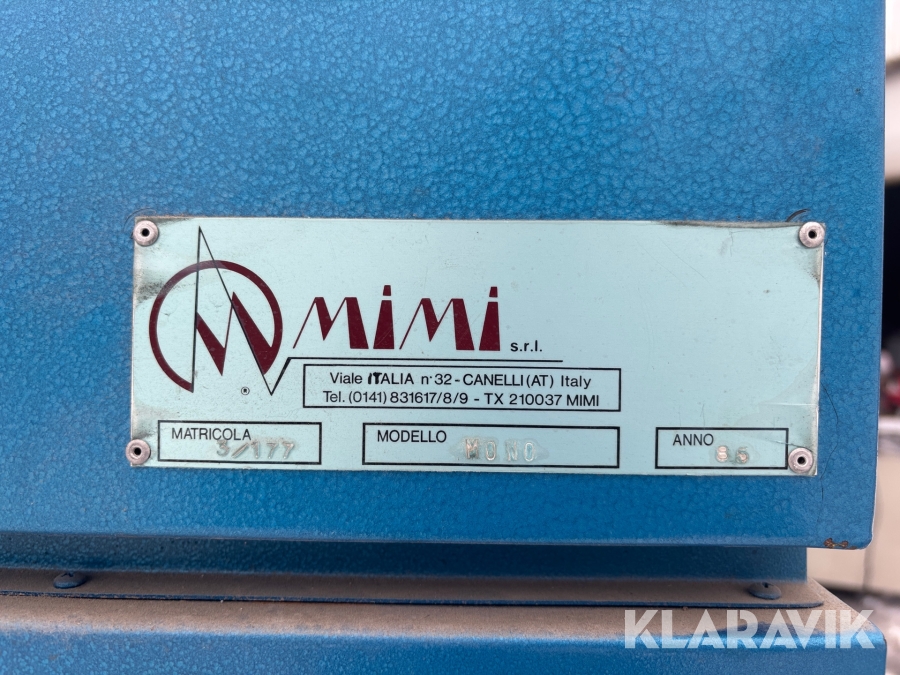 MiMi s.r.l.
Viale ITALIA n° 32 - CANELLI (AT) Italy
Tel. (0141) 831617/8/9 - TX 210037 MIMI
MATRICOLA 3/177
MODELLO MONO
ANNO
KLARAVIK